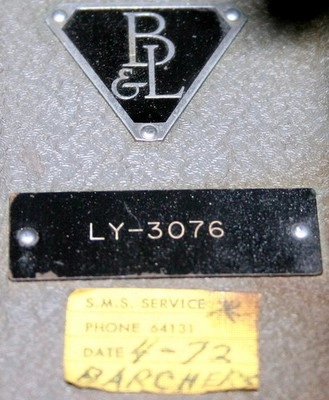 B&L
LY-3076
S.M.S. SERVICE
PHONE 64131
DATE 4-72